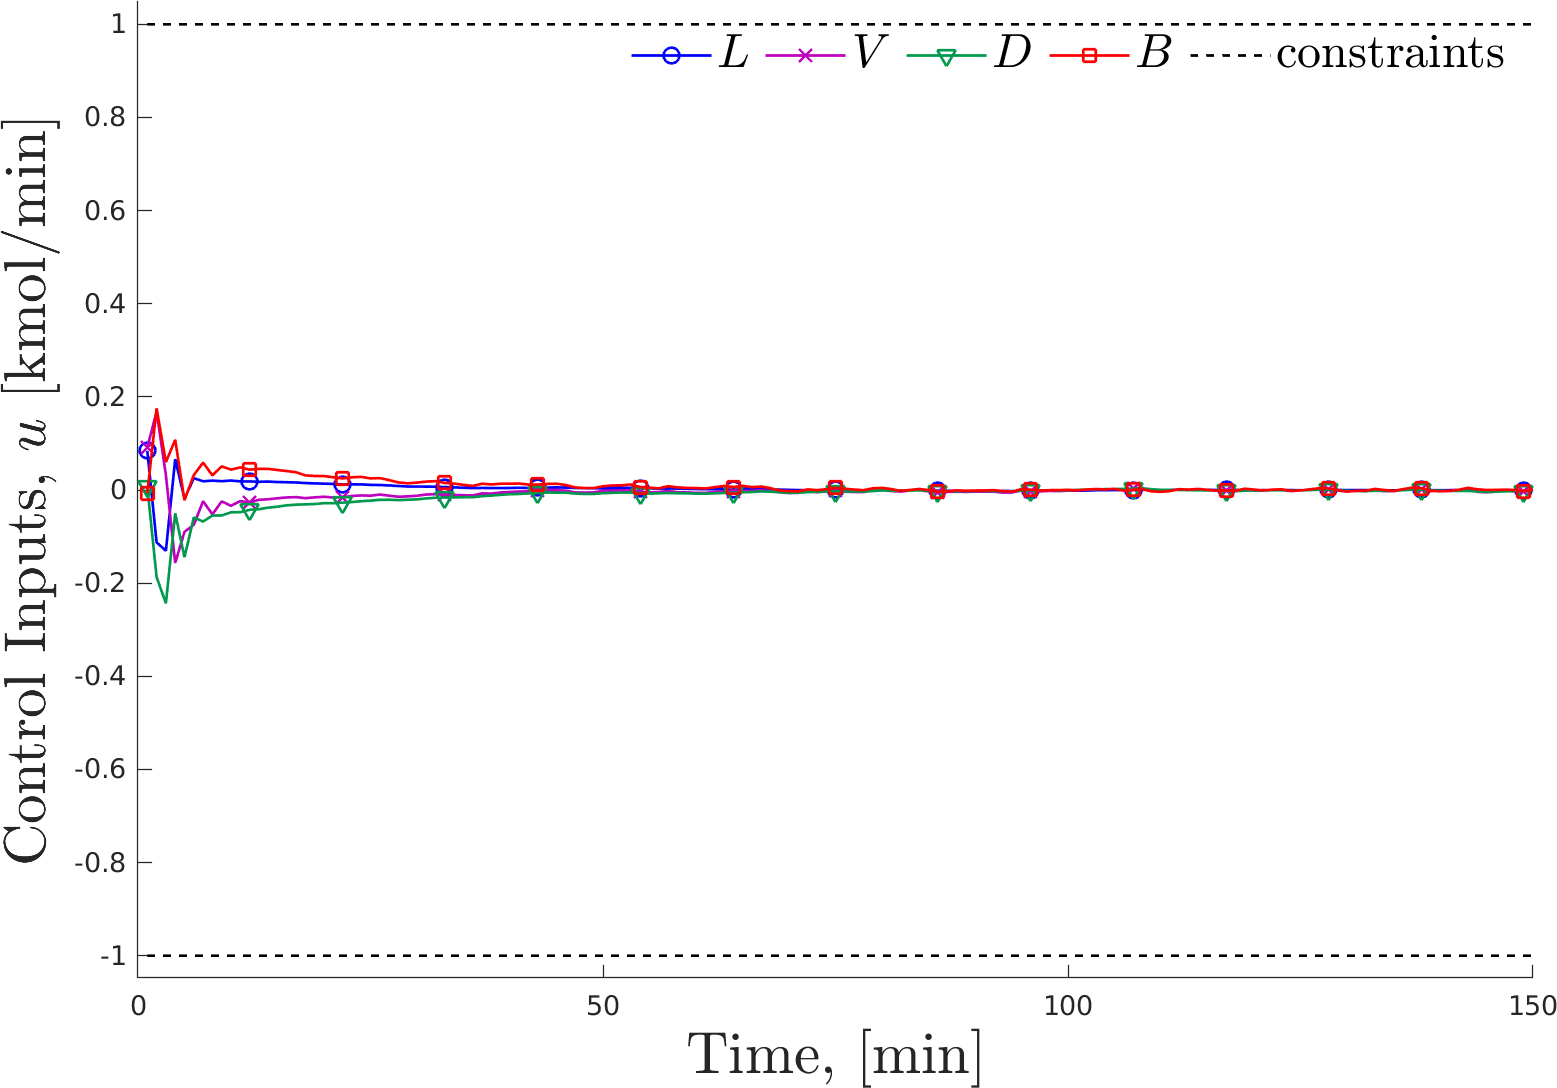 1
L V D B constraints
0.8
0.6
0.4
0.2
0
-0.2
-0.4
-0.6
-0.8
-1
Control Inputs, u [kmol/min]
0 50 100 150
Time, [min]